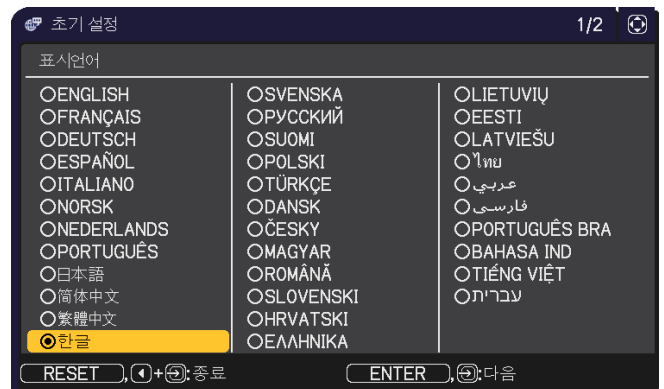 초기 설정 1/2
표시언어
ENGLISH
FRANÇAIS
DEUTSCH
ESPAÑOL
ITALIANO
NORSK
NEDERLANDS
PORTUGUÊS
日本語
简体中文
繁體中文
한글
SVENSKA
РУССКИЙ
SUOMI
POLSKI
TÜRKÇE
DANSK
ČESKY
MAGYAR
ROMÂNĂ
SLOVENSKI
HRVATSKI
ΕΛΛΗΝΙΚΑ
LIETUVIŲ
EESTI
LATVIEŠU
ไทย
عربي
فارسی
PORTUGUÊS BRA
BAHASA IND
TIẾNG VIỆT
עברית
RESET , + :종료 ENTER , :다음